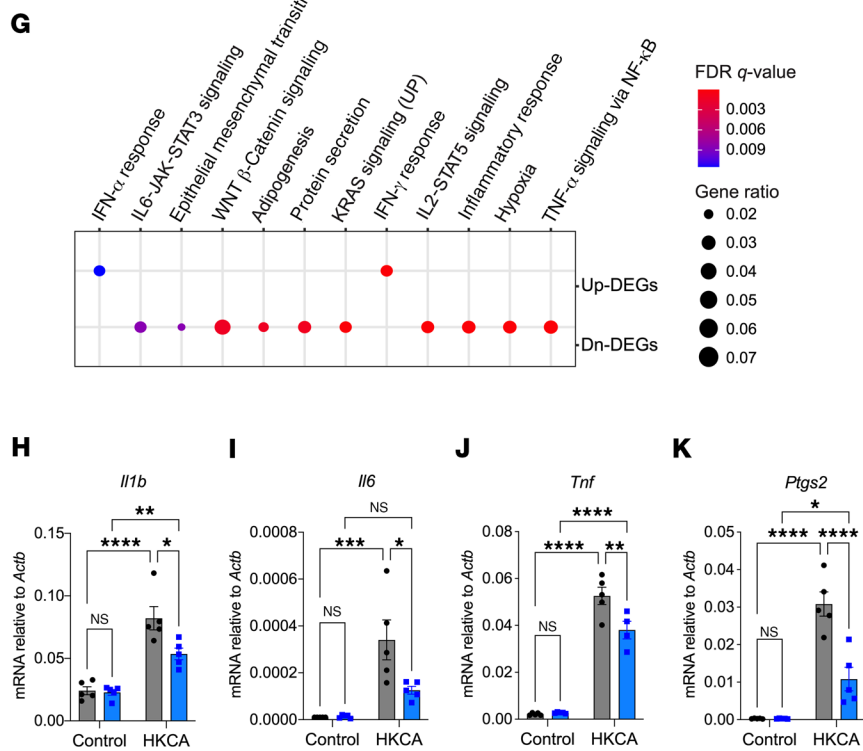 G
IFN-α response
IL6-JAK-STAT3 signaling
Epithelial mesenchymal
WNT β-Catenin signaling
Adipogenesis
Protein secretion
KRAS signaling (UP)
IFN-γ response
IL2-STAT5 signaling
Inflammatory response
Hypoxia
TNF-α signaling via NF-κB
Up-DEGs
Dn-DEGs
FDR q-value
0.003
0.006
0.009
Gene ratio
0.02
0.03
0.04
0.05
0.06
0.07
H
Il1b
mRNA relative to Actb
0.15
0.10
0.05
0.00
**
****
*
NS
Control
HKCA
I
Il6
mRNA relative to Actb
0.0008
0.0006
0.0004
0.0002
0.0000
NS
***
*
NS
Control
HKCA
J
Tnf
mRNA relative to Actb
0.08
0.06
0.04
0.02
0.00
****
****
**
NS
Control
HKCA
K
Ptgs2
mRNA relative to Actb
0.05
0.04
0.03
0.02
0.01
0.00
*
****
****
NS
Control
HKCA